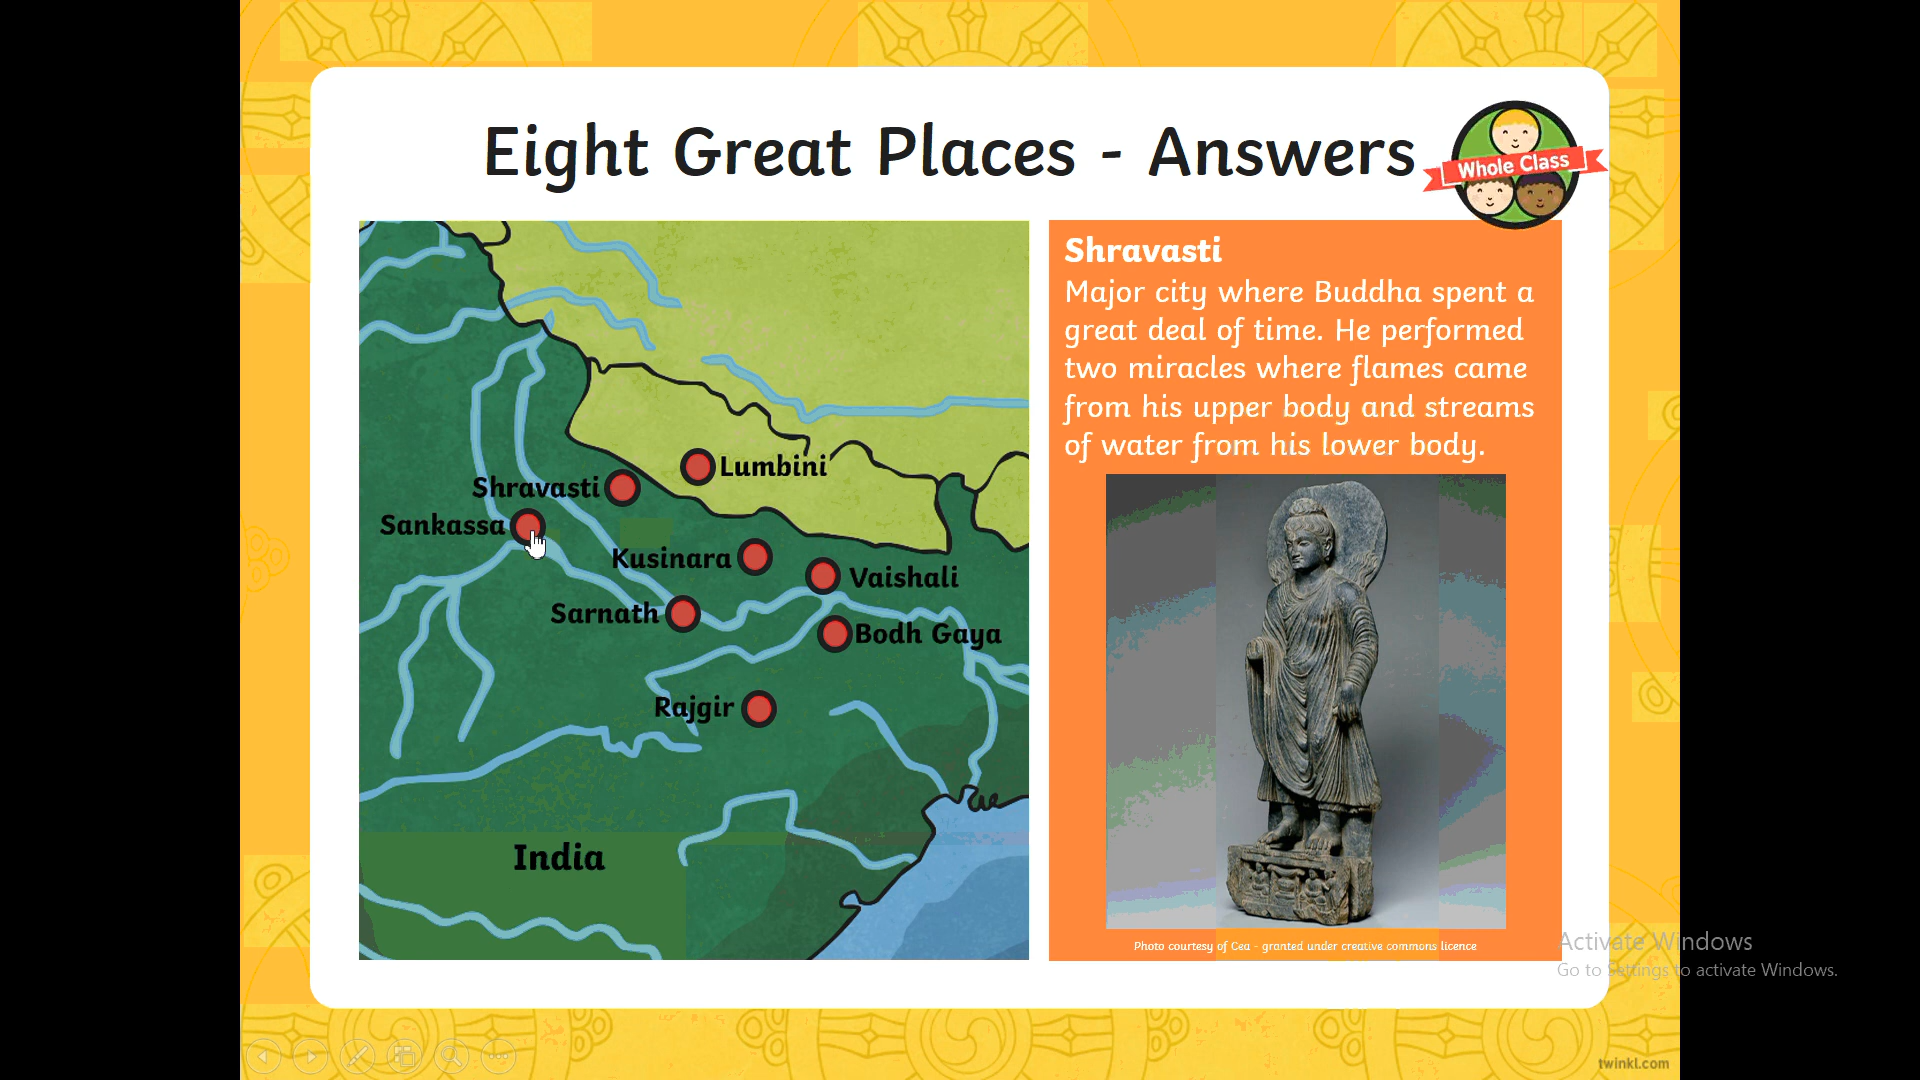 Eight Great Places - Answers
Whole Class
Shravasti
Major city where Buddha spent a
great deal of time. He performed
two miracles where flames came
from his upper body and streams
of water from his lower body.
Lumbini
Shravasti
Sankassa
Kusinara
Vaishali
Sarnath
Bodh Gaya
Rajgir
India
Photo courtesy of Cea - granted under creative commons licence
Activate Windows
Go to Settings to activate Windows.
twinkl.com